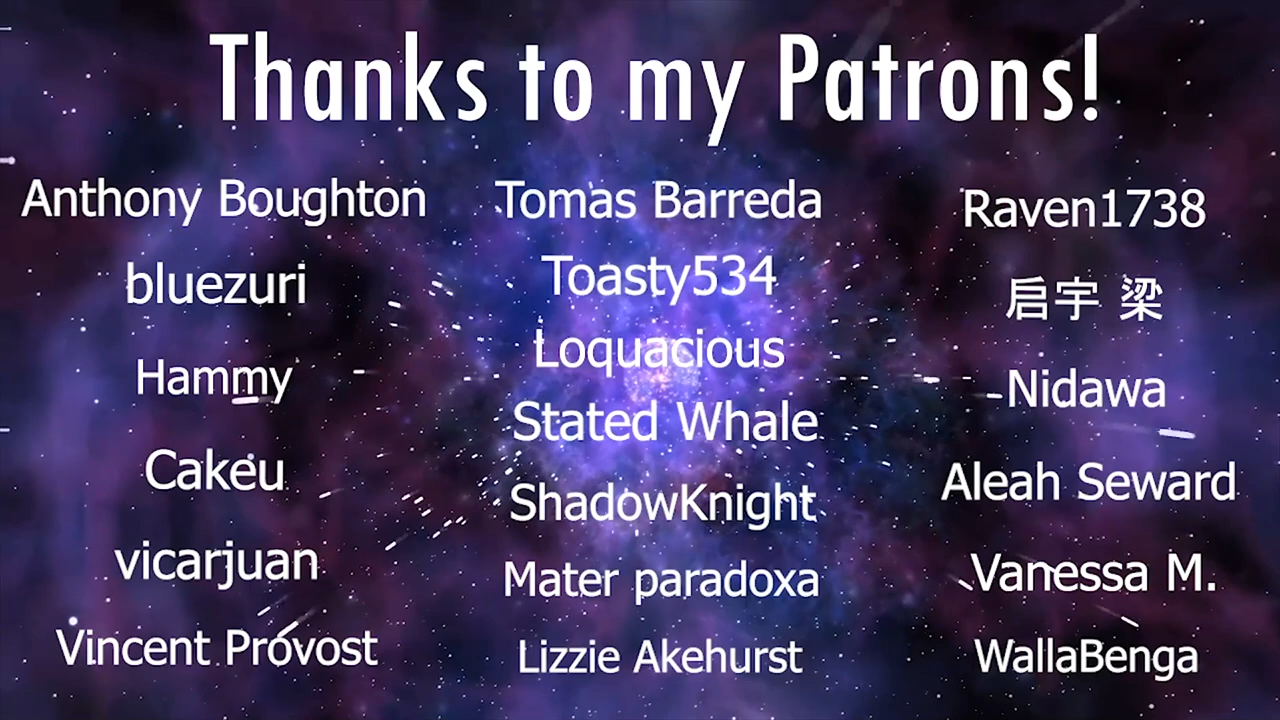 Thanks to my Patrons!
Anthony Boughton
bluezuri
Hammy
Cakeu
vicarjuan
Vincent Provost
Tomas Barreda
Toasty534
Loquacious
Stated Whale
ShadowKnight
Mater paradoxa
Lizzie Akehurst
Raven1738
启宇 梁
Nidawa
Aleah Seward
Vanessa M.
WallaBenga